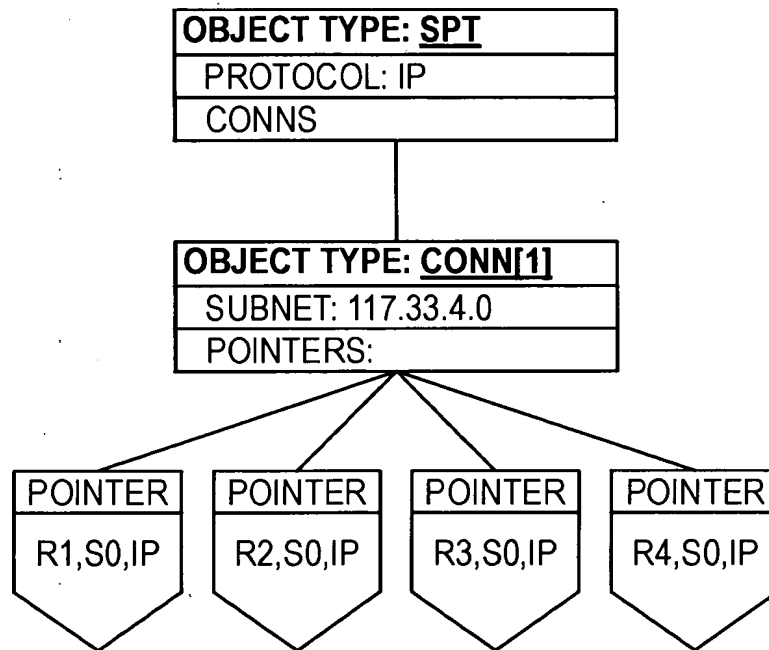 OBJECT TYPE: SPT
PROTOCOL: IP
CONNS
OBJECT TYPE: CONN[1]
SUBNET: 117.33.4.0
POINTERS:
POINTER POINTER POINTER POINTER
R1,S0,IP R2,S0,IP R3,S0,IP R4,S0,IP